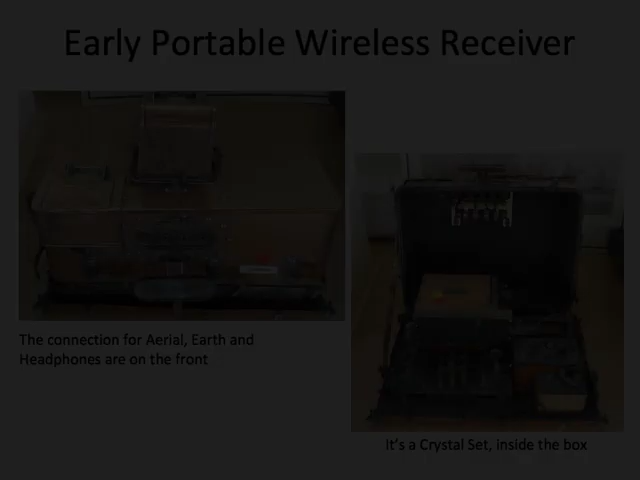 Early Portable Wireless Receiver
The connection for Aerial, Earth and
Headphones are on the front
It's a Crystal Set, inside the box